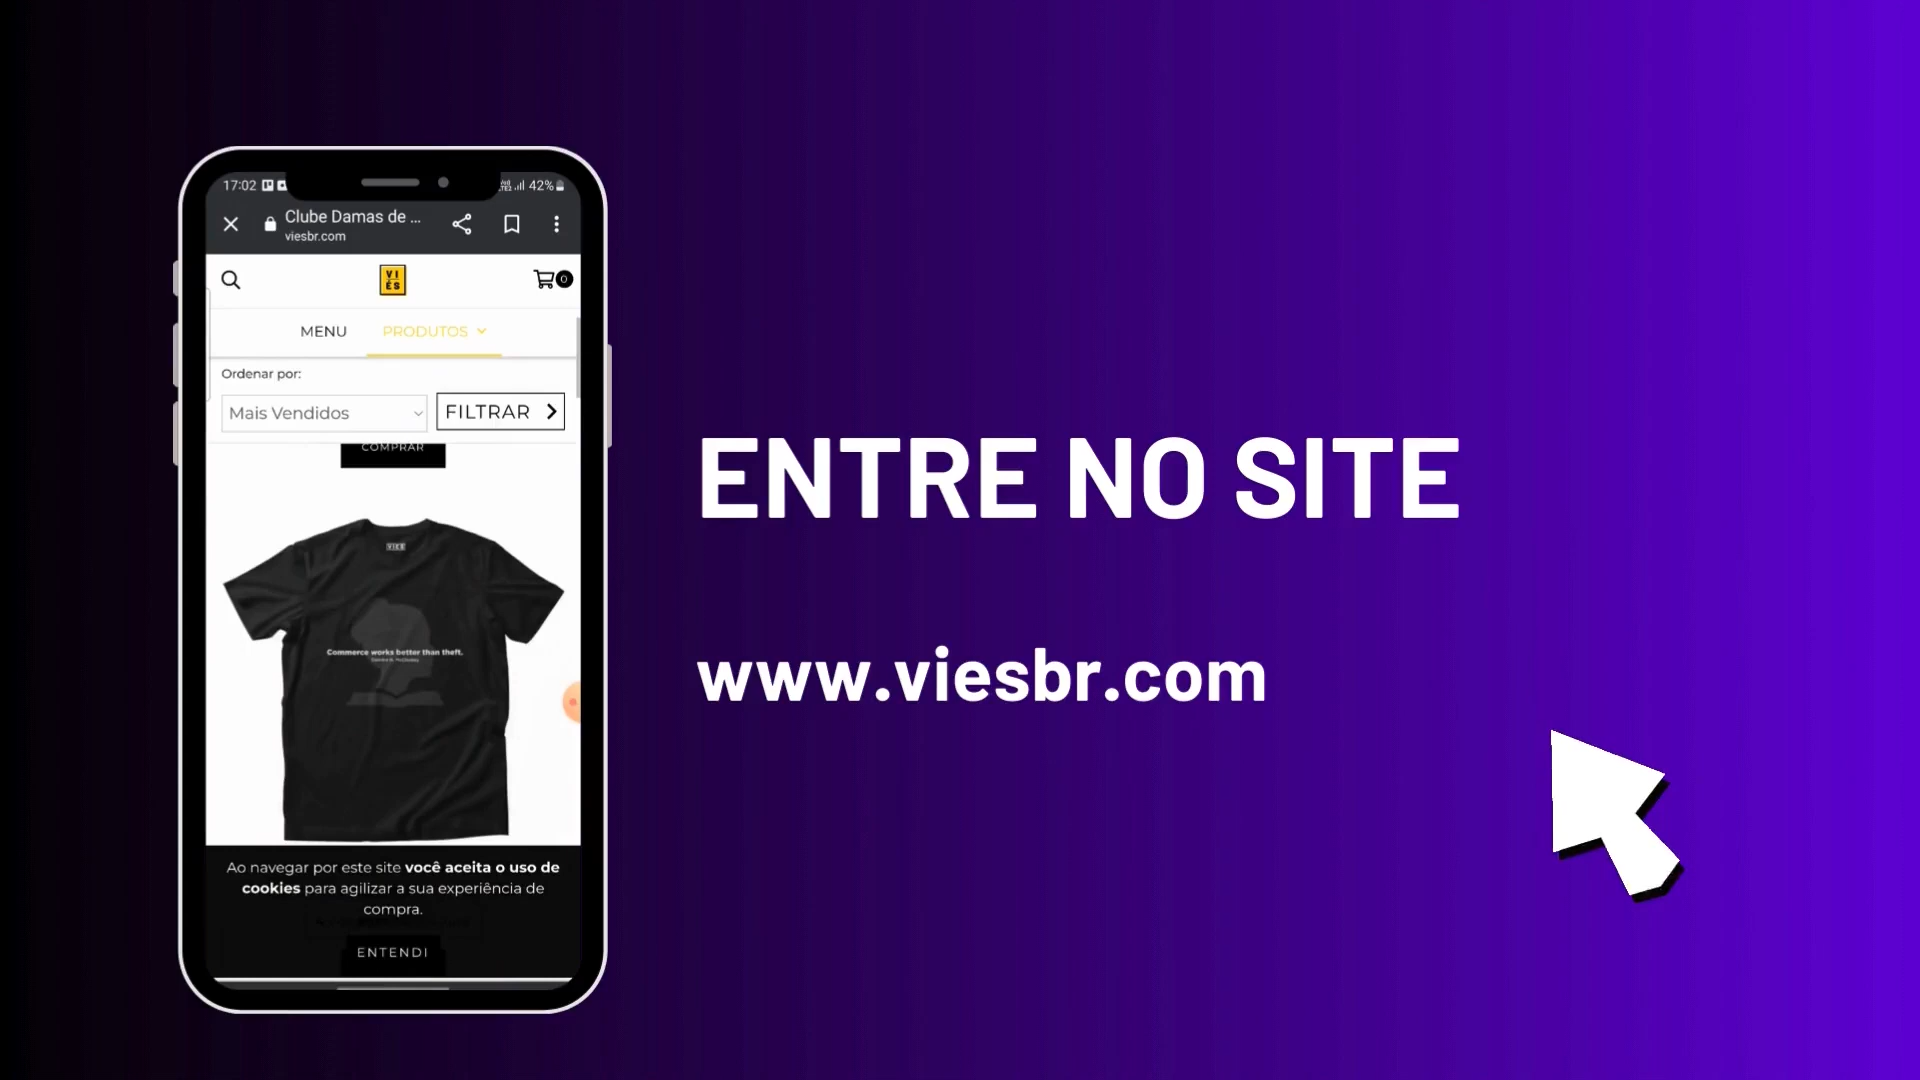 17:02
42%
Clube Damas de ...
viesbr.com
VI
ÉS
0
MENU
PRODUTOS
Ordenar por:
Mais Vendidos
FILTRAR
COMPRAR
VIES
Commerce works better than theft.
Ao navegar por este site você aceita o uso de
cookies para agilizar a sua experiência de
compra.
ENTENDI
ENTRE NO SITE
www.viesbr.com